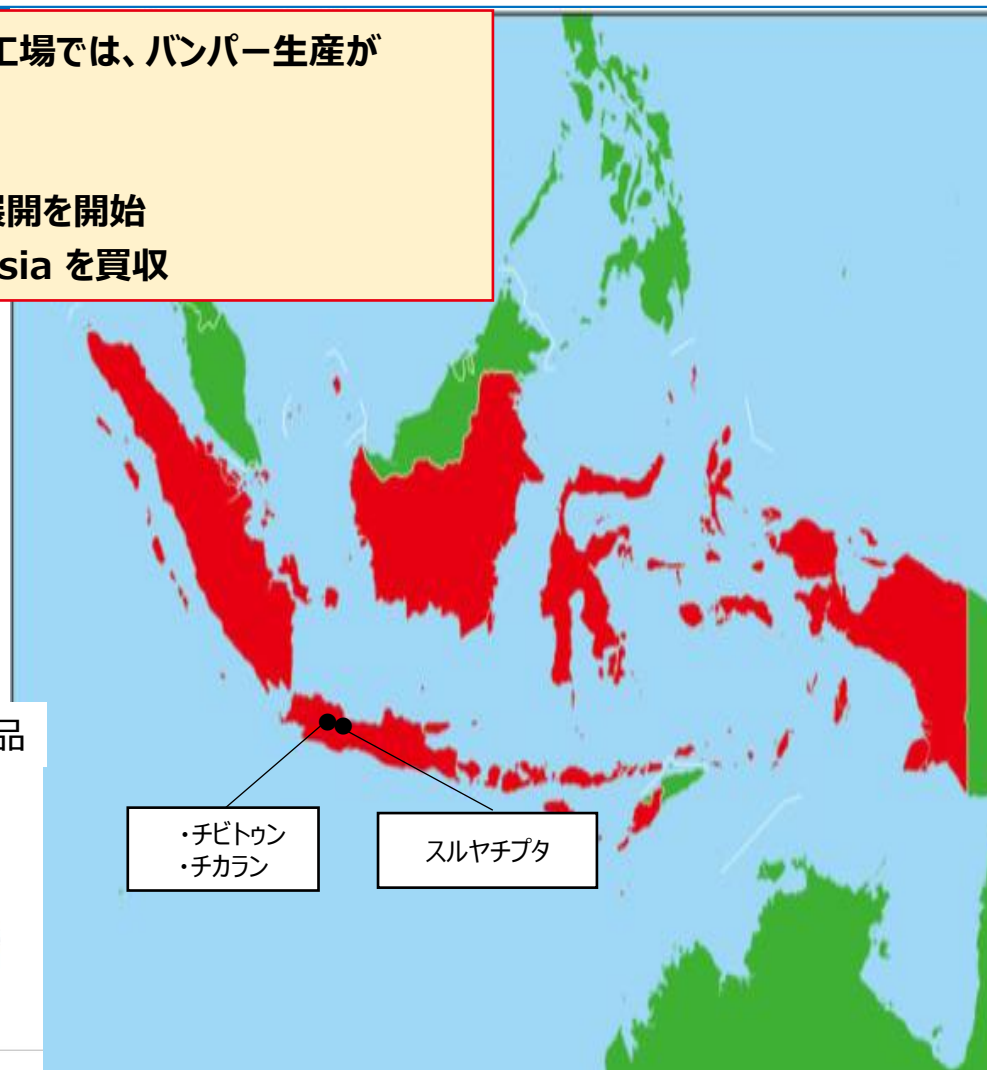 工場では、バンパー生産が
展開を開始
sia を買収
品
・チビトゥン
・チカラン
スルヤチプタ